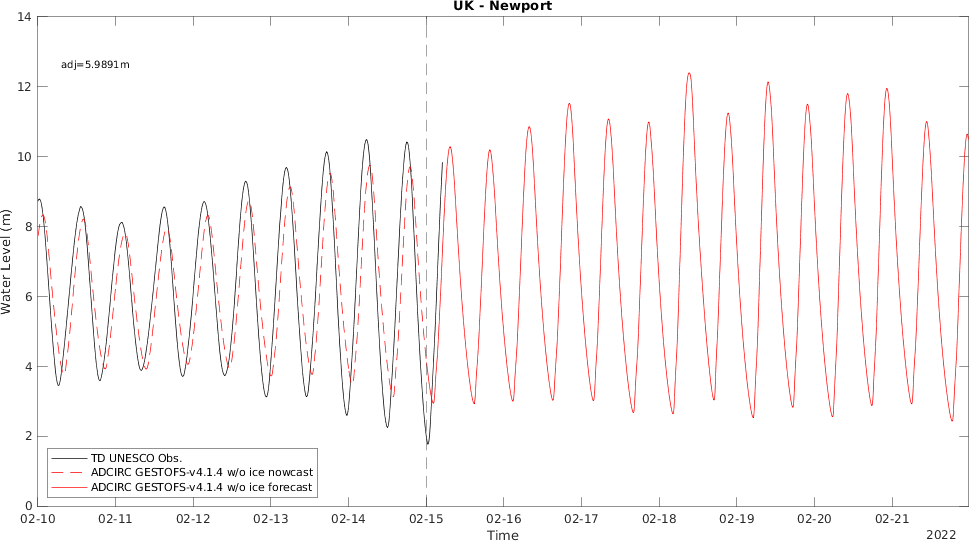 UK - Newport
14
12
10
8
6
4
2
0
Water Level (m)
adj=5.9891m
TD UNESCO Obs.
ADCIRC GESTOFS-v4.1.4 w/o ice nowcast
ADCIRC GESTOFS-v4.1.4 w/o ice forecast
02-10 02-11 02-12 02-13 02-14 02-15 02-16 02-17 02-18 02-19 02-20 02-21
Time
2022